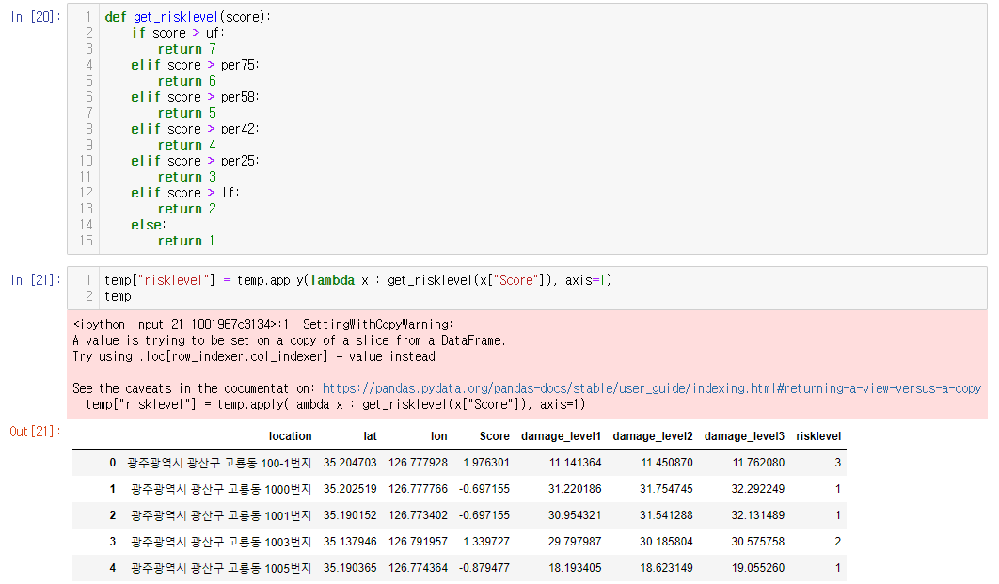 In [20]:
1 def get_risklevel(score):
2     if score > uf:
3         return 7
4     elif score > per75:
5         return 6
6     elif score > per58:
7         return 5
8     elif score > per42:
9         return 4
10     elif score > per25:
11         return 3
12     elif score > lf:
13         return 2
14     else:
15         return 1
In [21]:
1 temp["risklevel"] = temp.apply(lambda x : get_risklevel(x["Score"]), axis=1)
2 temp
<ipython-input-21-1081967c3134>:1: SettingWithCopyWarning:
A value is trying to be set on a copy of a slice from a DataFrame.
Try using .loc[row_indexer,col_indexer] = value instead
See the caveats in the documentation: https://pandas.pydata.org/pandas-docs/stable/user_guide/indexing.html#returning-a-view-versus-a-copy
  temp["risklevel"] = temp.apply(lambda x : get_risklevel(x["Score"]), axis=1)
Out[21]:
location lat lon Score damage_level1 damage_level2 damage_level3 risklevel
0 광주광역시 광산구 고룡동 100-1번지 35.204703 126.777928 1.976301 11.141364 11.450870 11.762080 3
1 광주광역시 광산구 고룡동 1000번지 35.202519 126.777766 -0.697155 31.220186 31.754745 32.292249 1
2 광주광역시 광산구 고룡동 1001번지 35.190152 126.773402 -0.697155 30.954321 31.541288 32.131489 1
3 광주광역시 광산구 고룡동 1003번지 35.137946 126.791957 1.339727 29.797987 30.185804 30.575758 2
4 광주광역시 광산구 고룡동 1005번지 35.190365 126.774364 -0.879477 18.193405 18.623149 19.055260 1